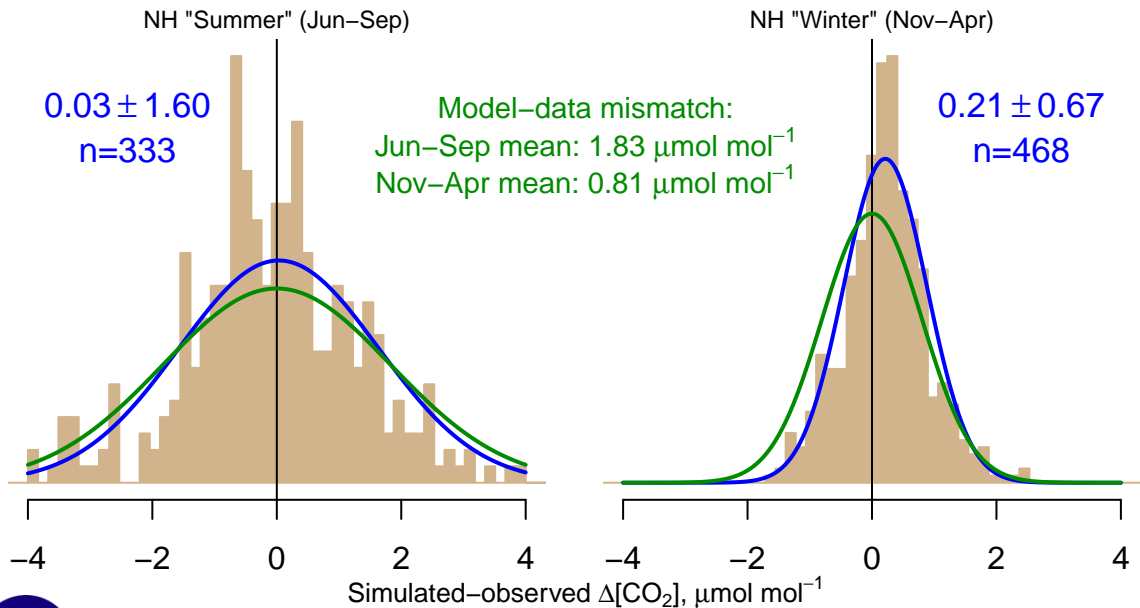 NH "Summer" (Jun−Sep)
0.03 ± 1.60
n=333
Model−data mismatch:
Jun−Sep mean: 1.83 μmol mol⁻¹
Nov−Apr mean: 0.81 μmol mol⁻¹
NH "Winter" (Nov−Apr)
0.21 ± 0.67
n=468
−4 −2 0 2 4
−4 −2 0 2 4
Simulated−observed Δ[CO₂], μmol mol⁻¹